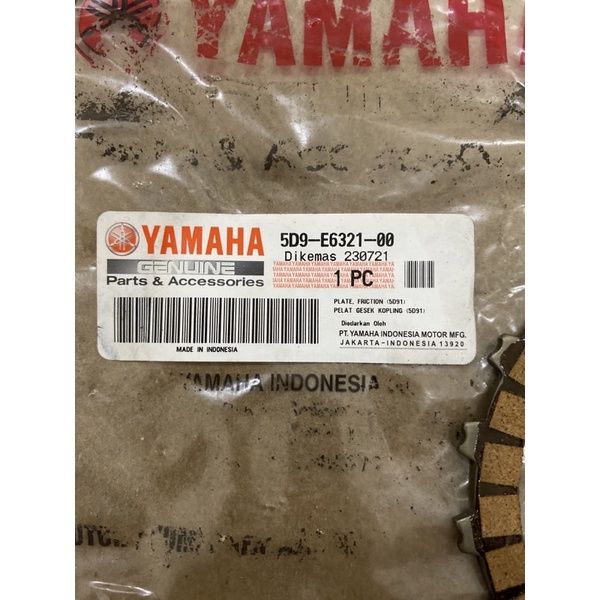 YAMAHA
YAMAHA
GENUINE
Parts & Accessories
5D9-E6321-00
Dikemas 230721
1 PC
PLATE, FRICTION (5D91)
PELAT GESEK KOPLING (5D91)
Diedarkan Oleh
PT. YAMAHA INDONESIA MOTOR MFG.
JAKARTA-INDONESIA 13920
MADE IN INDONESIA
YAMAHA INDONESIA